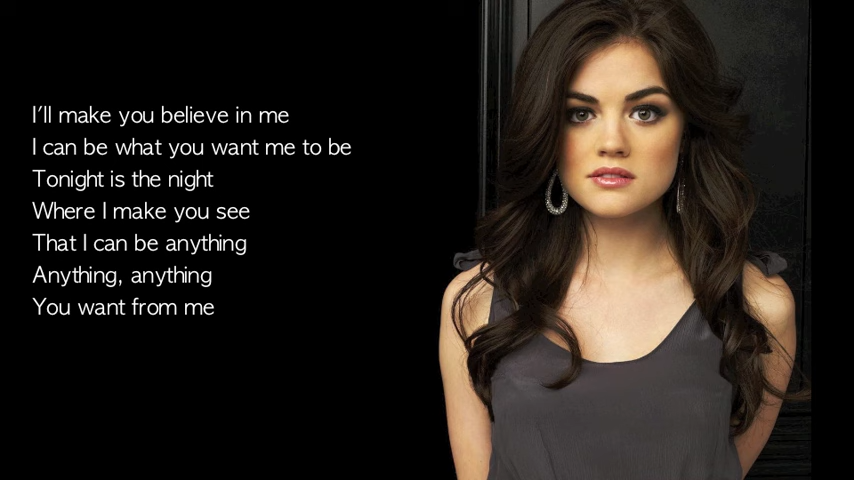 I'll make you believe in me
I can be what you want me to be
Tonight is the night
Where I make you see
That I can be anything
Anything, anything
You want from me